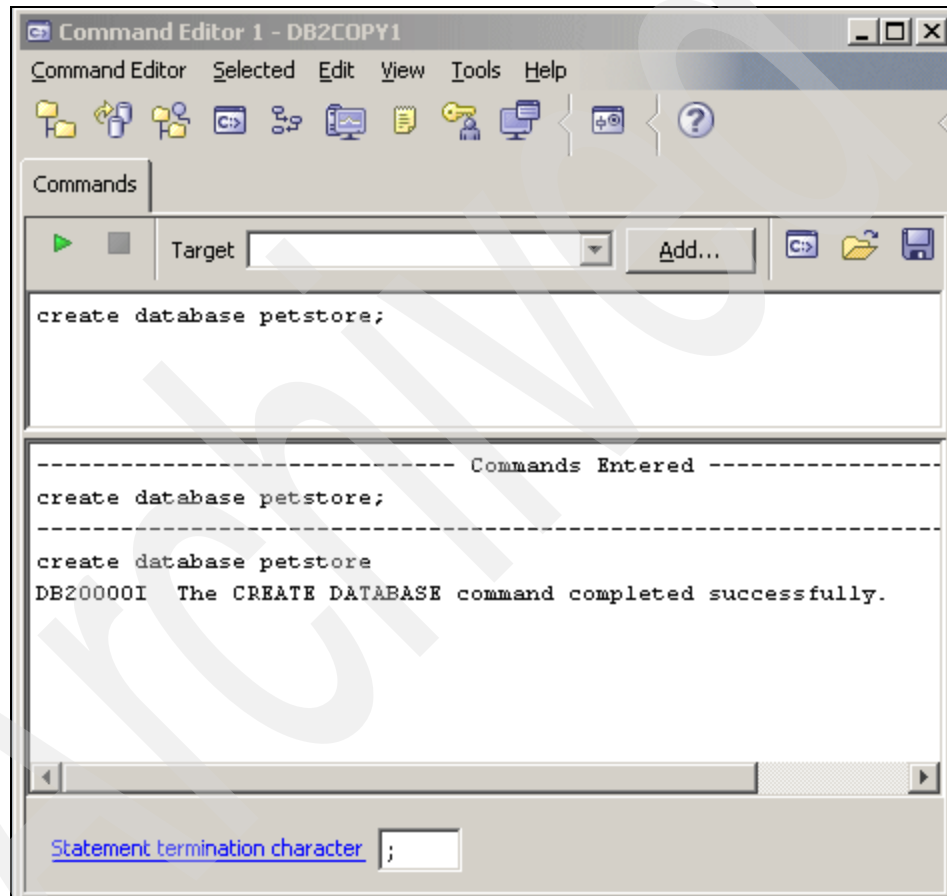 Command Editor 1 - DB2COPY1
Command Editor Selected Edit View Tools Help
Commands
Target Add...
create database petstore;
------------------------------ Commands Entered -----------------
create database petstore;
-----------------------------------------------------------------
create database petstore
DB20000I The CREATE DATABASE command completed successfully.
Statement termination character ;
Archived